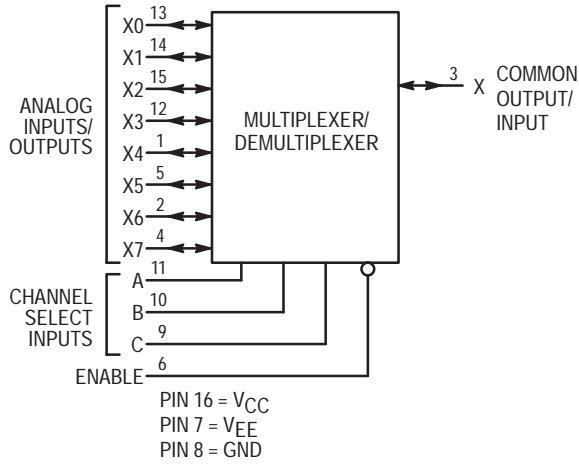 13
X0
14
X1
15
X2
12
X3
1
X4
5
X5
2
X6
4
X7
ANALOG
INPUTS/
OUTPUTS
MULTIPLEXER/
DEMULTIPLEXER
3
X
COMMON
OUTPUT/
INPUT
11
A
10
B
9
C
CHANNEL
SELECT
INPUTS
6
ENABLE
PIN 16 = VCC
PIN 7 = VEE
PIN 8 = GND